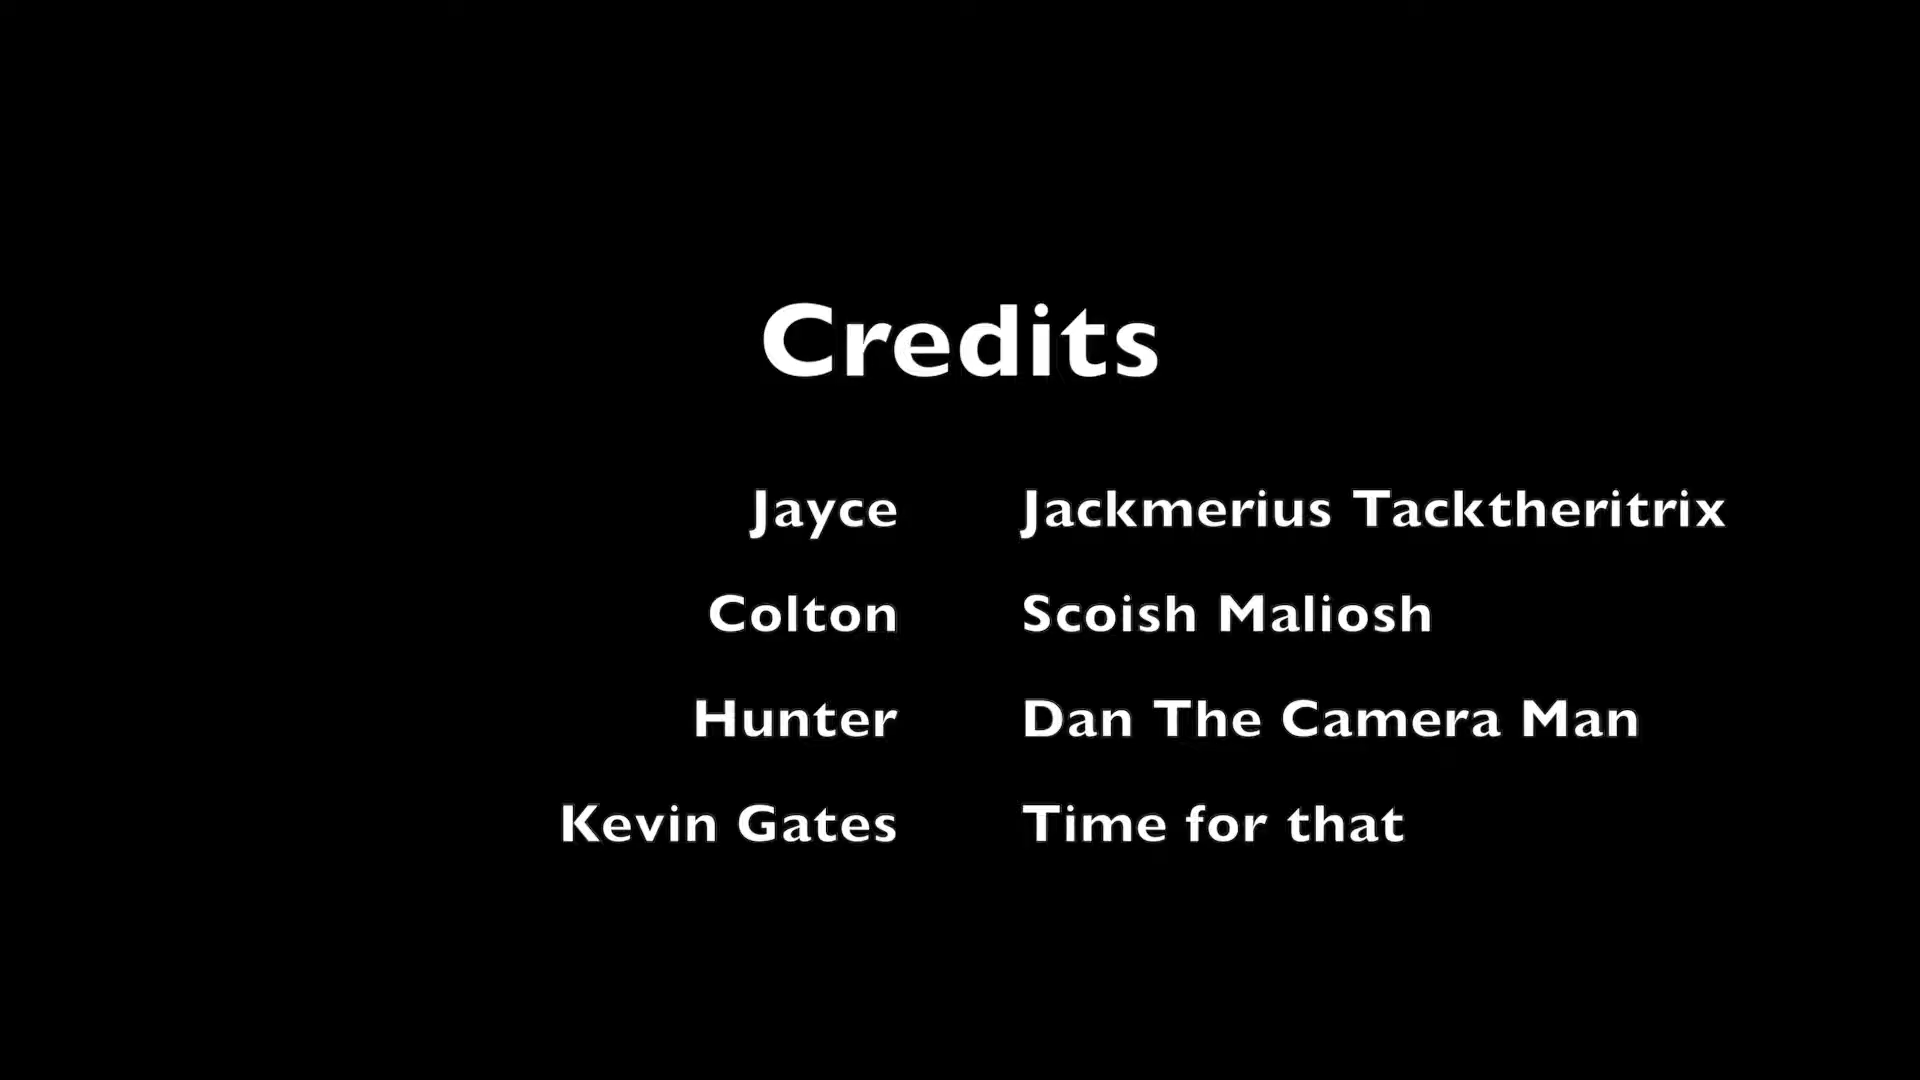 Credits
Jayce Jackmerius Tacktheritrix
Colton Scoish Maliosh
Hunter Dan The Camera Man
Kevin Gates Time for that